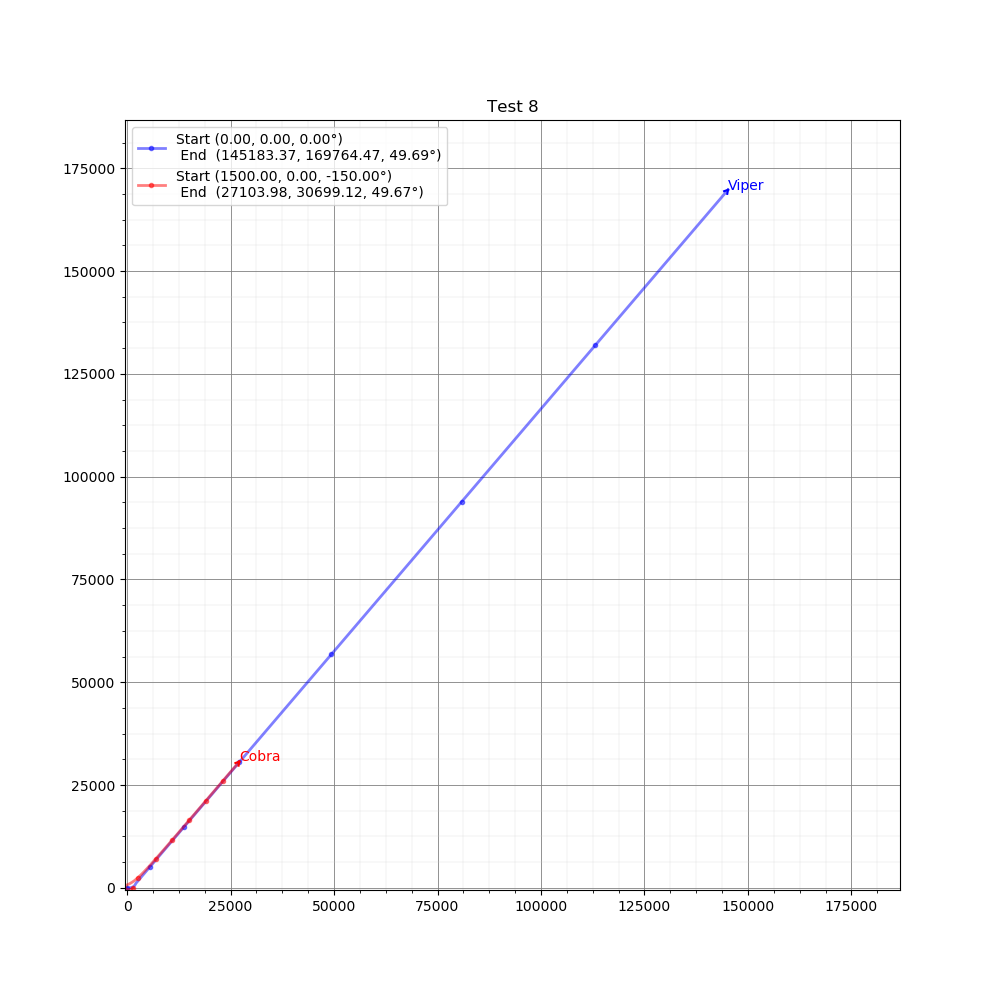 Test 8
Start (0.00, 0.00, 0.00°)
End (145183.37, 169764.47, 49.69°)
Start (1500.00, 0.00, -150.00°)
End (27103.98, 30699.12, 49.67°)
Viper
Cobra
175000
150000
125000
100000
75000
50000
25000
0
0 25000 50000 75000 100000 125000 150000 175000